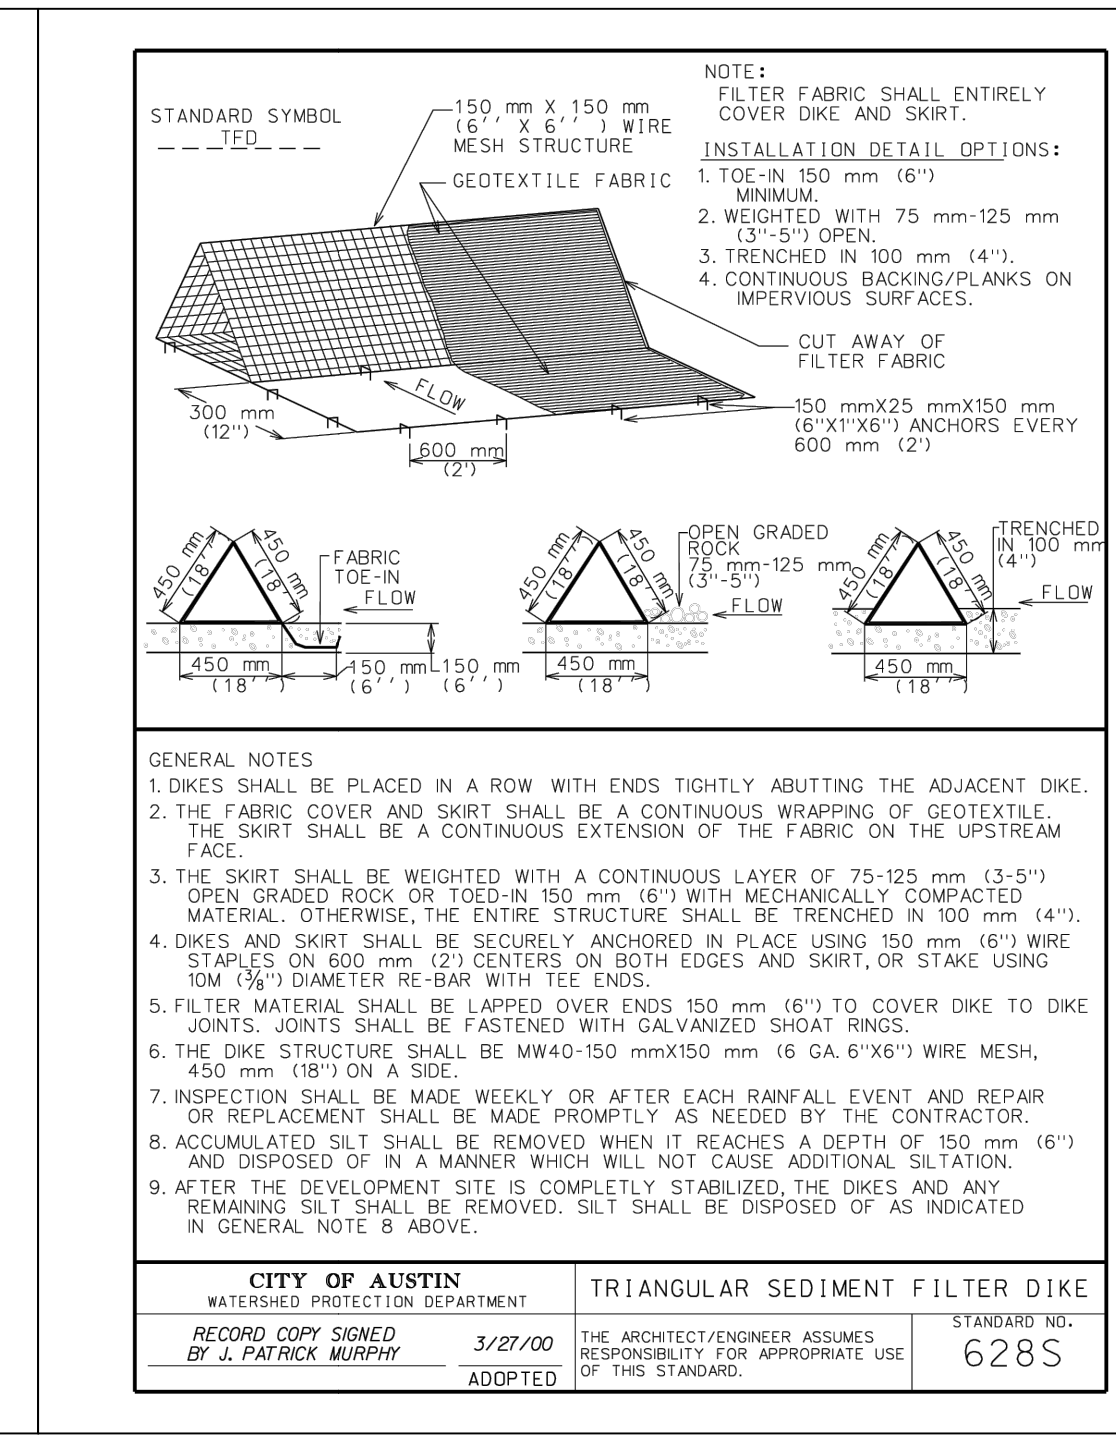 STANDARD SYMBOL
TFD
150 mm X 150 mm
(6'' X 6'' ) WIRE
MESH STRUCTURE
GEOTEXTILE FABRIC
NOTE:
FILTER FABRIC SHALL ENTIRELY
COVER DIKE AND SKIRT.
INSTALLATION DETAIL OPTIONS:
1. TOE-IN 150 mm (6")
MINIMUM.
2. WEIGHTED WITH 75 mm-125 mm
(3"-5") OPEN.
3. TRENCHED IN 100 mm (4").
4. CONTINUOUS BACKING/PLANKS ON
IMPERVIOUS SURFACES.
CUT AWAY OF
FILTER FABRIC
FLOW
300 mm
(12")
150 mmX25 mmX150 mm
(6"X1"X6") ANCHORS EVERY
600 mm (2')
600 mm
(2')
450 mm
(18'')
450 mm
(18'')
FABRIC
TOE-IN
FLOW
450 mm
(18'')
150 mm
(6'')
150 mm
(6'')
450 mm
(18'')
450 mm
(18'')
OPEN GRADED
ROCK
75 mm-125 mm
(3"-5")
FLOW
450 mm
(18'')
450 mm
(18'')
450 mm
(18'')
TRENCHED
IN 100 mm
(4")
FLOW
450 mm
(18'')
GENERAL NOTES
1. DIKES SHALL BE PLACED IN A ROW WITH ENDS TIGHTLY ABUTTING THE ADJACENT DIKE.
2. THE FABRIC COVER AND SKIRT SHALL BE A CONTINUOUS WRAPPING OF GEOTEXTILE.
THE SKIRT SHALL BE A CONTINUOUS EXTENSION OF THE FABRIC ON THE UPSTREAM
FACE.
3. THE SKIRT SHALL BE WEIGHTED WITH A CONTINUOUS LAYER OF 75-125 mm (3-5")
OPEN GRADED ROCK OR TOED-IN 150 mm (6") WITH MECHANICALLY COMPACTED
MATERIAL. OTHERWISE, THE ENTIRE STRUCTURE SHALL BE TRENCHED IN 100 mm (4").
4. DIKES AND SKIRT SHALL BE SECURELY ANCHORED IN PLACE USING 150 mm (6") WIRE
STAPLES ON 600 mm (2') CENTERS ON BOTH EDGES AND SKIRT, OR STAKE USING
10M (⅜") DIAMETER RE-BAR WITH TEE ENDS.
5. FILTER MATERIAL SHALL BE LAPPED OVER ENDS 150 mm (6") TO COVER DIKE TO DIKE
JOINTS. JOINTS SHALL BE FASTENED WITH GALVANIZED SHOAT RINGS.
6. THE DIKE STRUCTURE SHALL BE MW40-150 mmX150 mm (6 GA. 6"X6") WIRE MESH,
450 mm (18") ON A SIDE.
7. INSPECTION SHALL BE MADE WEEKLY OR AFTER EACH RAINFALL EVENT AND REPAIR
OR REPLACEMENT SHALL BE MADE PROMPTLY AS NEEDED BY THE CONTRACTOR.
8. ACCUMULATED SILT SHALL BE REMOVED WHEN IT REACHES A DEPTH OF 150 mm (6")
AND DISPOSED OF IN A MANNER WHICH WILL NOT CAUSE ADDITIONAL SILTATION.
9. AFTER THE DEVELOPMENT SITE IS COMPLETLY STABILIZED, THE DIKES AND ANY
REMAINING SILT SHALL BE REMOVED. SILT SHALL BE DISPOSED OF AS INDICATED
IN GENERAL NOTE 8 ABOVE.
CITY OF AUSTIN
WATERSHED PROTECTION DEPARTMENT
TRIANGULAR SEDIMENT FILTER DIKE
RECORD COPY SIGNED
BY J. PATRICK MURPHY
3/27/00
ADOPTED
THE ARCHITECT/ENGINEER ASSUMES
RESPONSIBILITY FOR APPROPRIATE USE
OF THIS STANDARD.
STANDARD NO.
628S